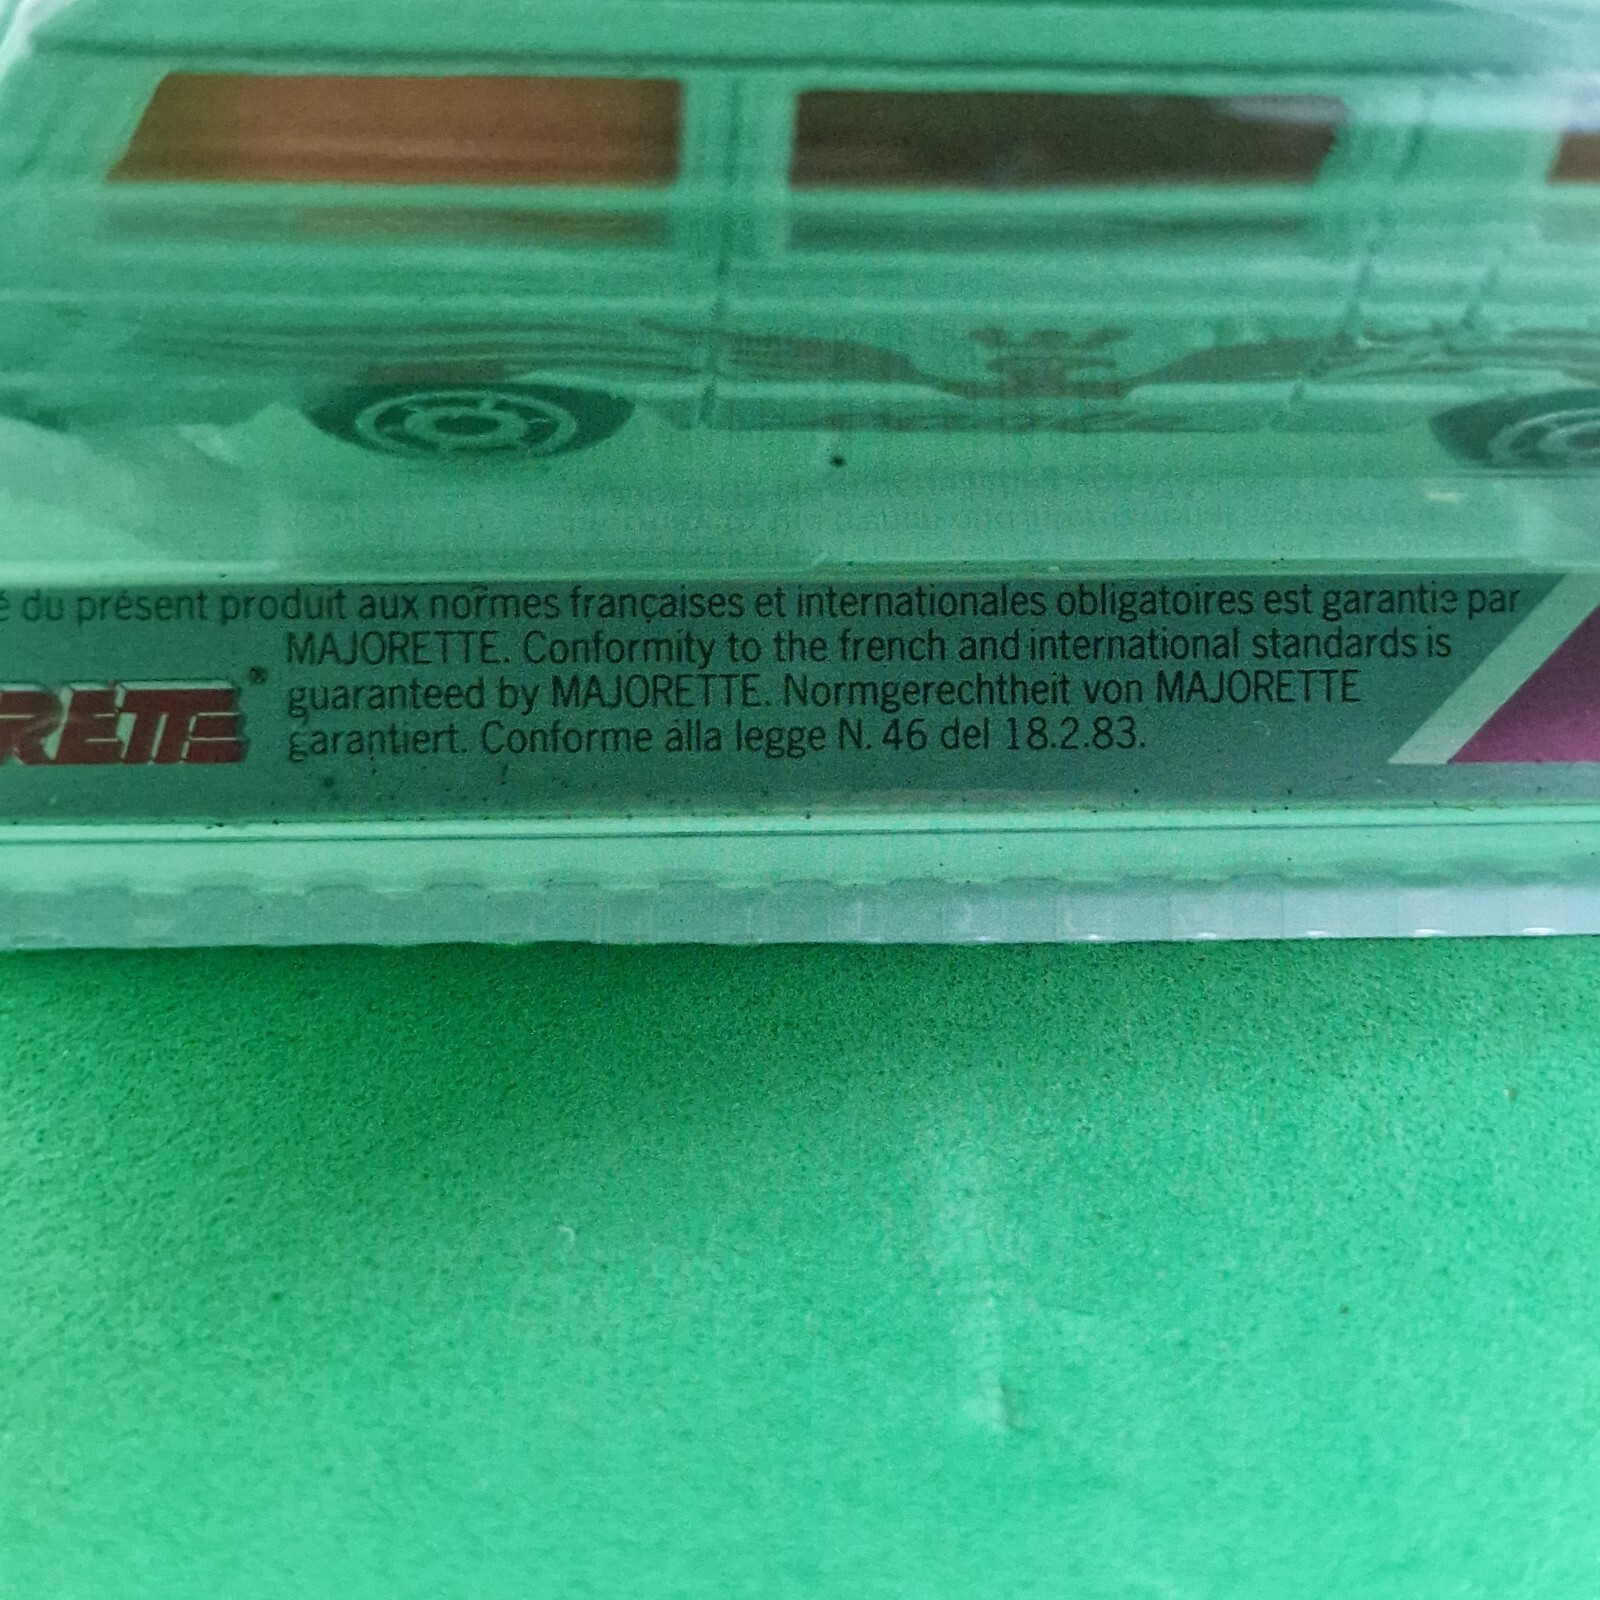 é du présent produit aux normes françaises et internationales obligatoires est garantie par
MAJORETTE. Conformity to the french and international standards is
RETTE® guaranteed by MAJORETTE. Normgerechtheit von MAJORETTE
garantiert. Conforme alla legge N. 46 del 18.2.83.